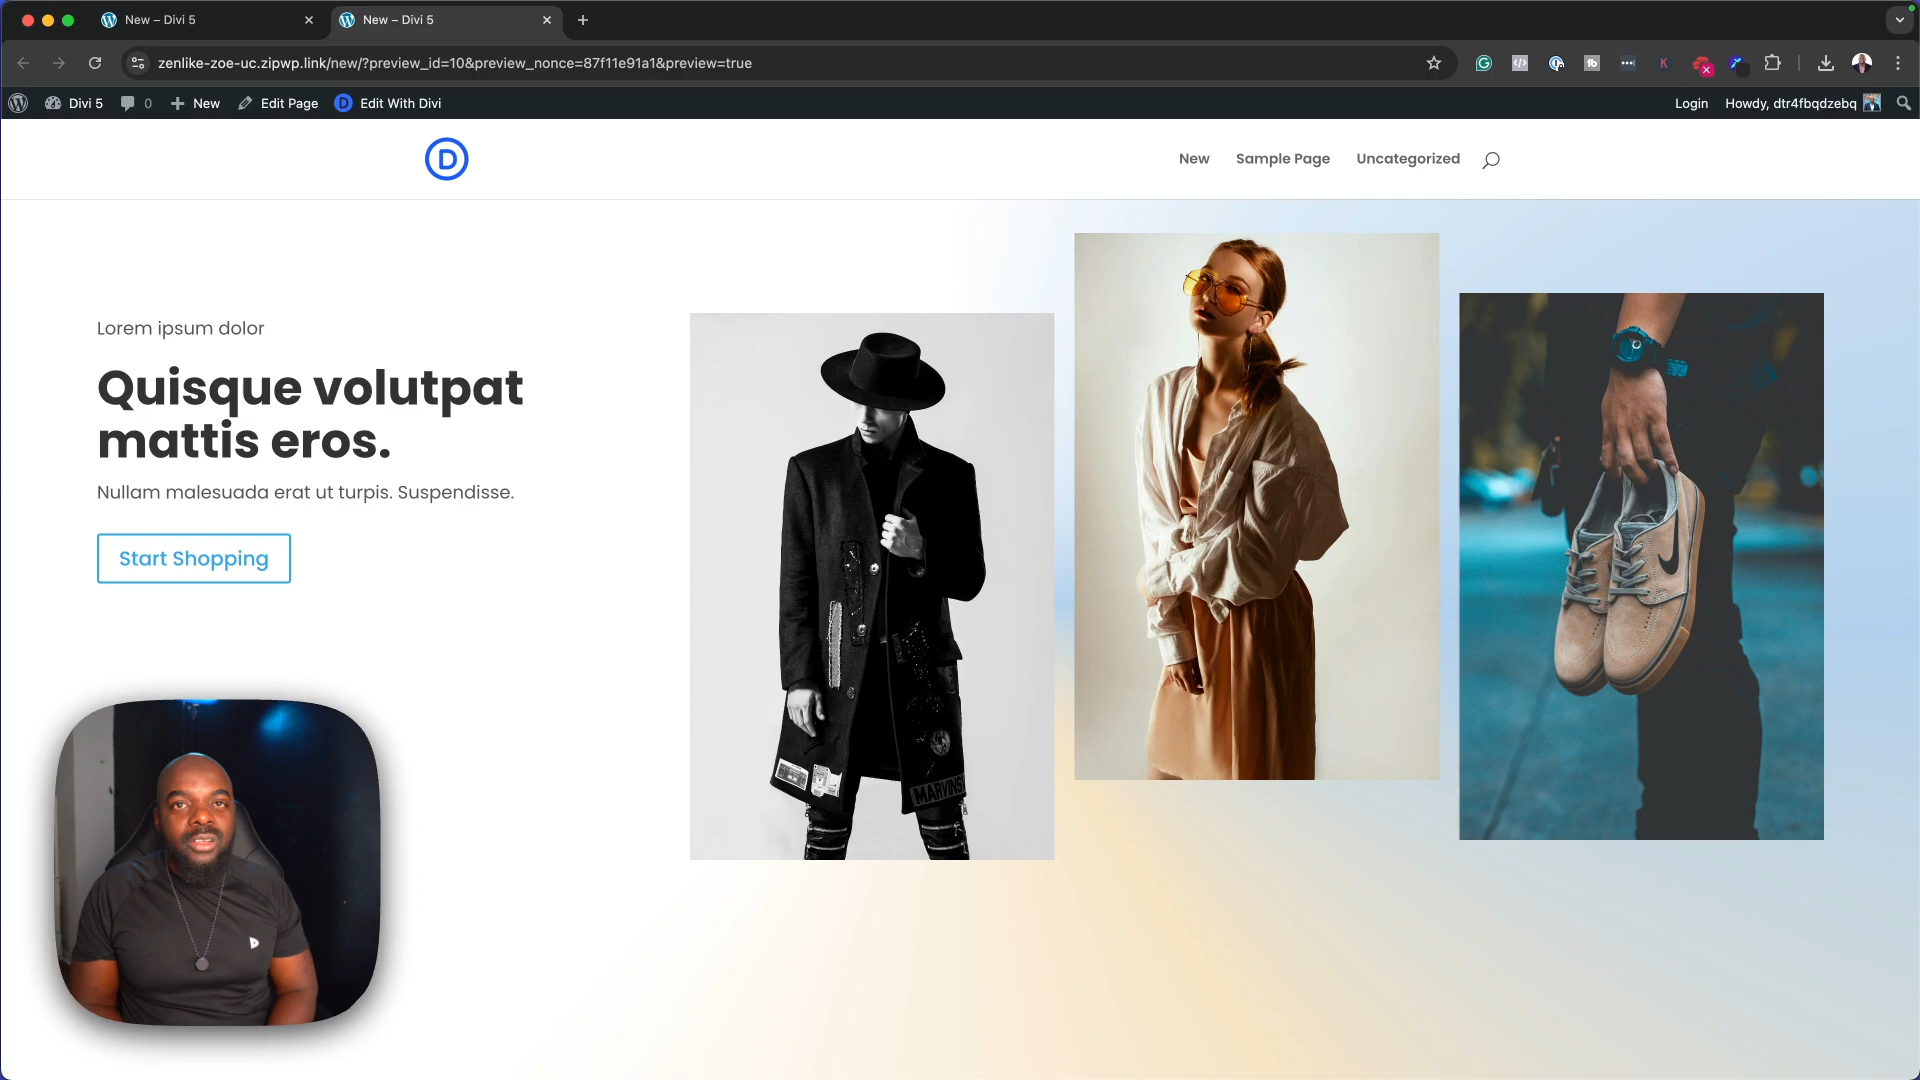 New – Divi 5
New – Divi 5
zenlike-zoe-uc.zipwp.link/new/?preview_id=10&preview_nonce=87f11e91a1&preview=true
Divi 5
0
New
Edit Page
D
Edit With Divi
Login
Howdy, dtr4fbqdzebq
D
New
Sample Page
Uncategorized
Lorem ipsum dolor
Quisque volutpat
mattis eros.
Nullam malesuada erat ut turpis. Suspendisse.
Start Shopping